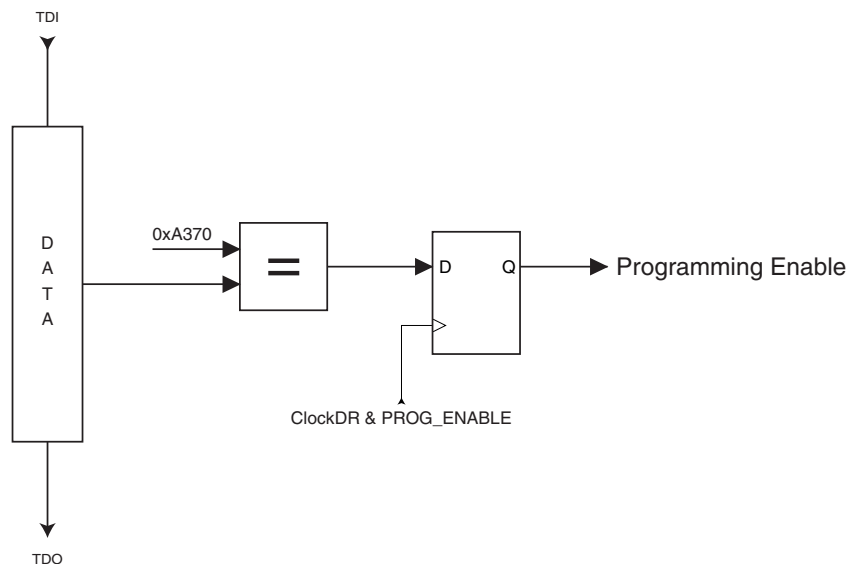 TDI
D
A
T
A
0xA370
=
D
Q
Programming Enable
ClockDR & PROG_ENABLE
TDO